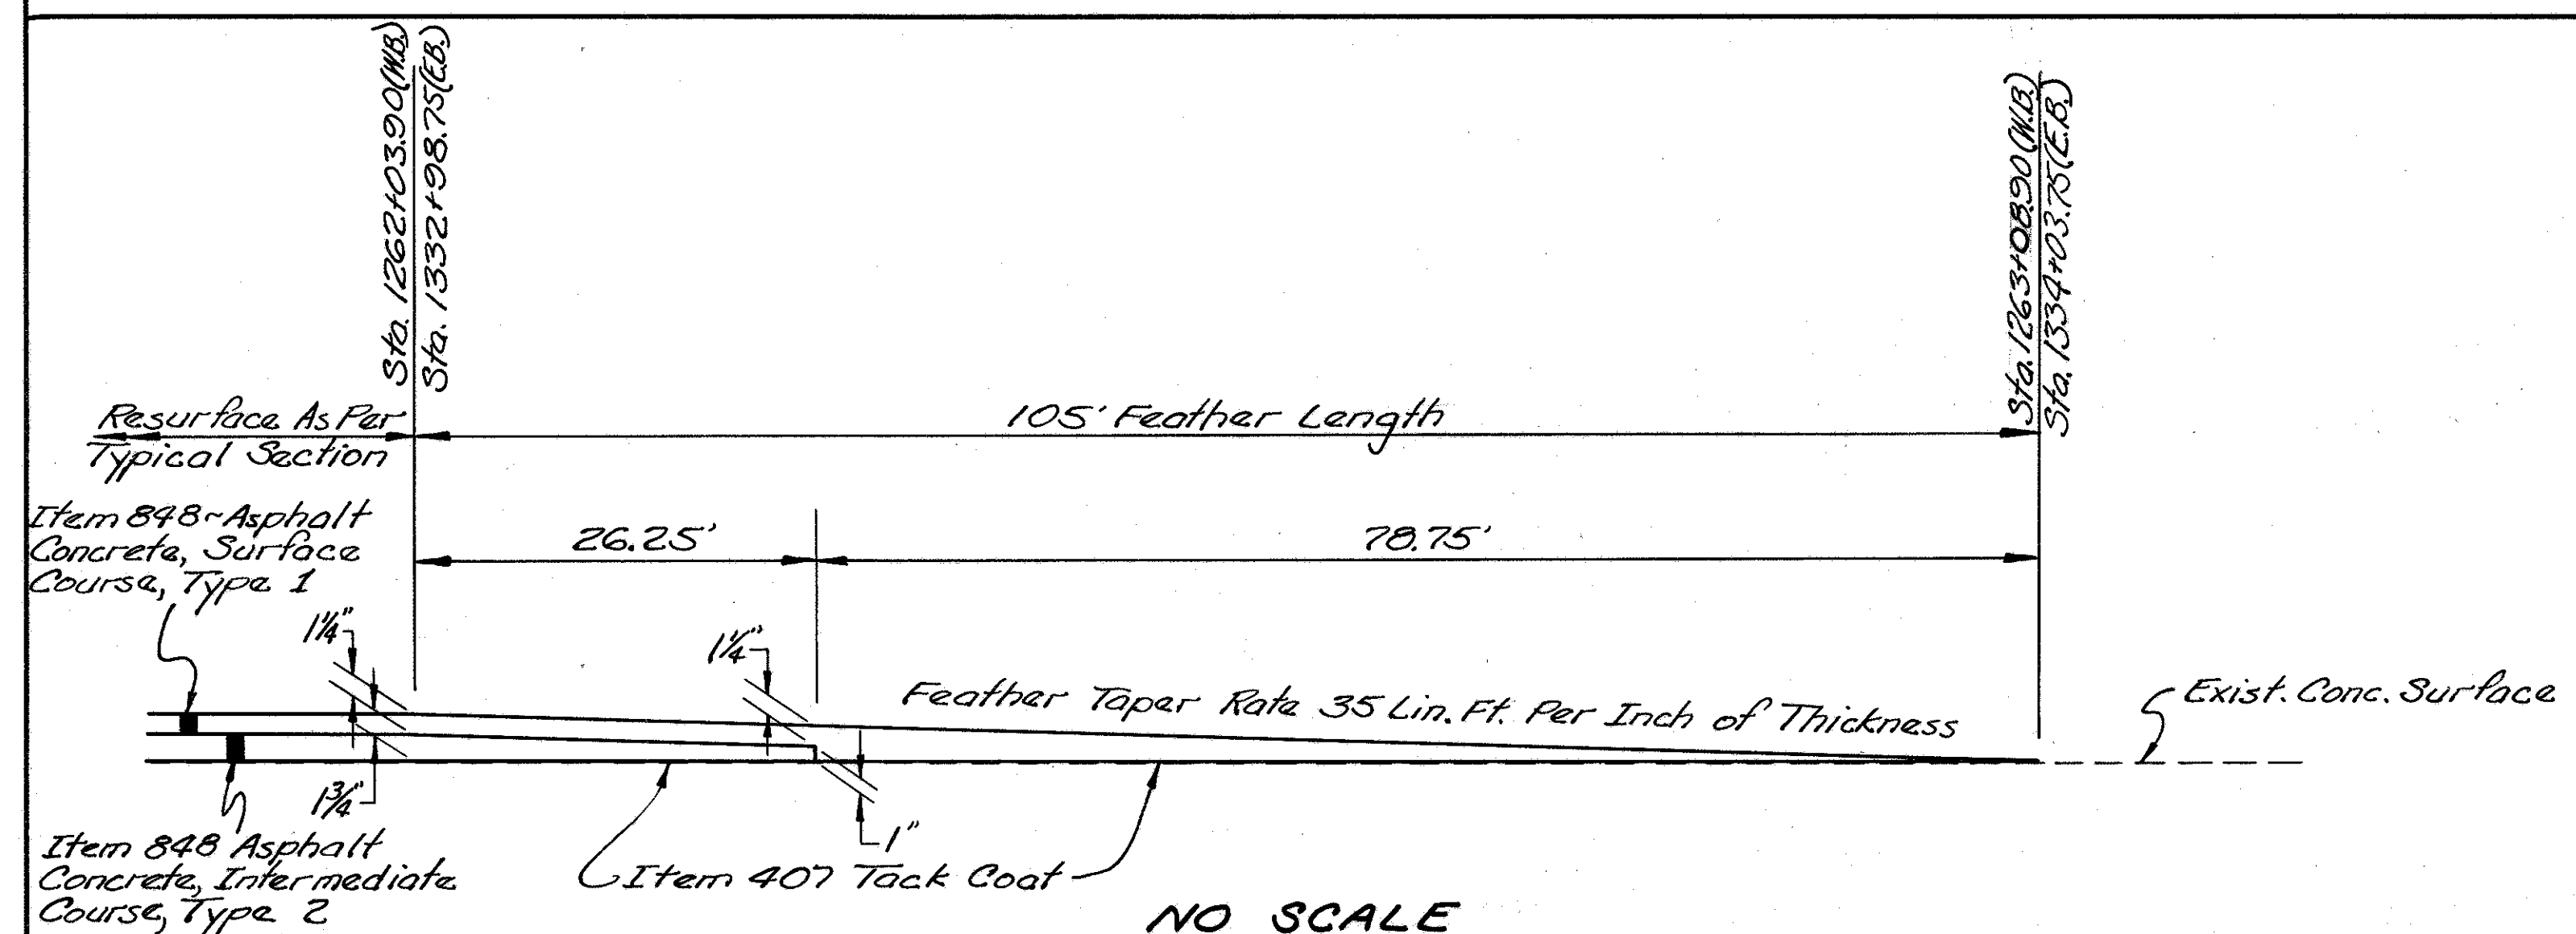 Sta. 1262+03.90(W.B.)
Sta. 1332+98.75(E.B.)
Sta. 1263+08.90(W.B.)
Sta. 1334+03.75(E.B.)
Resurface As Per
Typical Section
105' Feather Length
Item 848~Asphalt
Concrete, Surface
Course, Type 1
26.25'
78.75'
1¼"
1¼"
Feather Taper Rate 35 Lin. Ft. Per Inch of Thickness
Exist. Conc. Surface
1¾"
1"
Item 848 Asphalt
Concrete, Intermediate
Course, Type 2
Item 407 Tack Coat
NO SCALE